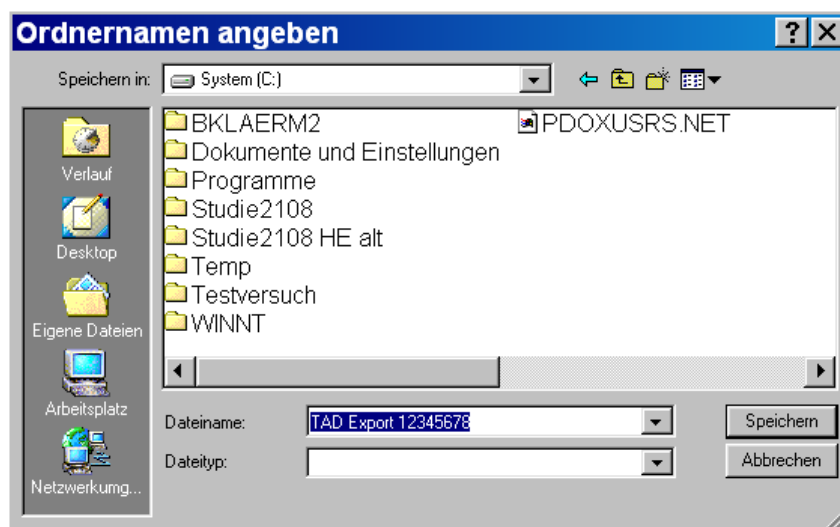 Ordnernamen angeben
Speichern in: System (C:)
Verlauf
Desktop
Eigene Dateien
Arbeitsplatz
Netzwerkumg...
BKLAERM2
Dokumente und Einstellungen
Programme
Studie2108
Studie2108 HE alt
Temp
Testversuch
WINNT
PDOXUSRS.NET
Dateiname: TAD Export 12345678 Speichern
Dateityp: Abbrechen